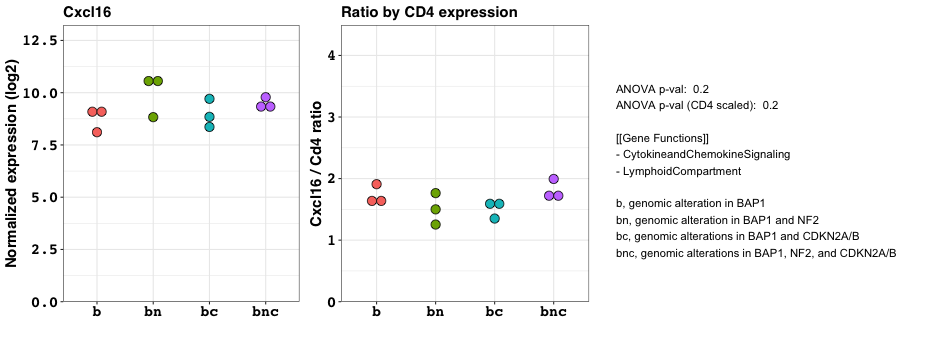 Cxcl16
Normalized expression (log2)
12.5
10.0
7.5
5.0
2.5
0.0
b bn bc bnc
Ratio by CD4 expression
Cxcl16 / Cd4 ratio
4
3
2
1
0
b bn bc bnc
ANOVA p-val:  0.2
ANOVA p-val (CD4 scaled):  0.2
[[Gene Functions]]
- CytokineandChemokineSignaling
- LymphoidCompartment
b, genomic alteration in BAP1
bn, genomic alteration in BAP1 and NF2
bc, genomic alterations in BAP1 and CDKN2A/B
bnc, genomic alterations in BAP1, NF2, and CDKN2A/B